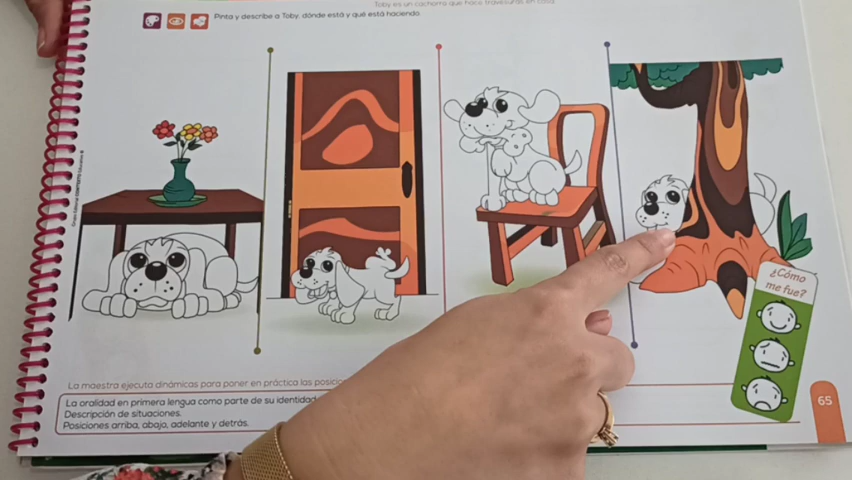 Toby es un cachorro que hace travesuras en casa.
Pinta y describe a Toby, dónde está y qué está haciendo.
¿Cómo
me fue?
La maestra ejecuta dinámicas para poner en práctica las
La oralidad en primera lengua como parte de su identidad
Descripción de situaciones.
Posiciones arriba, abajo, adelante y detrás.
65